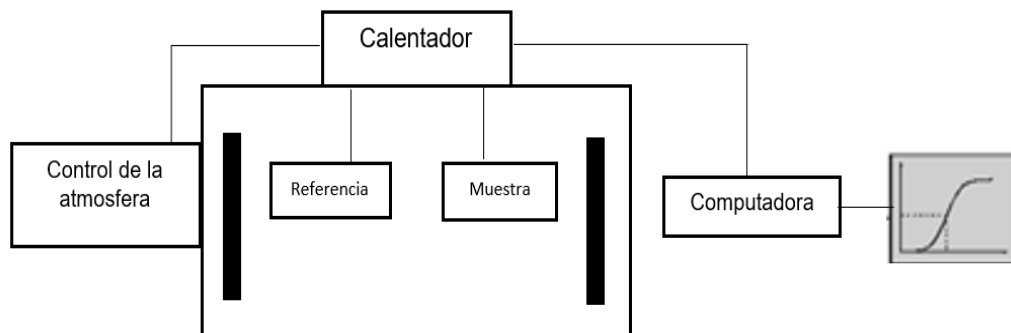 Calentador
Control de la
atmosfera
Referencia
Muestra
Computadora